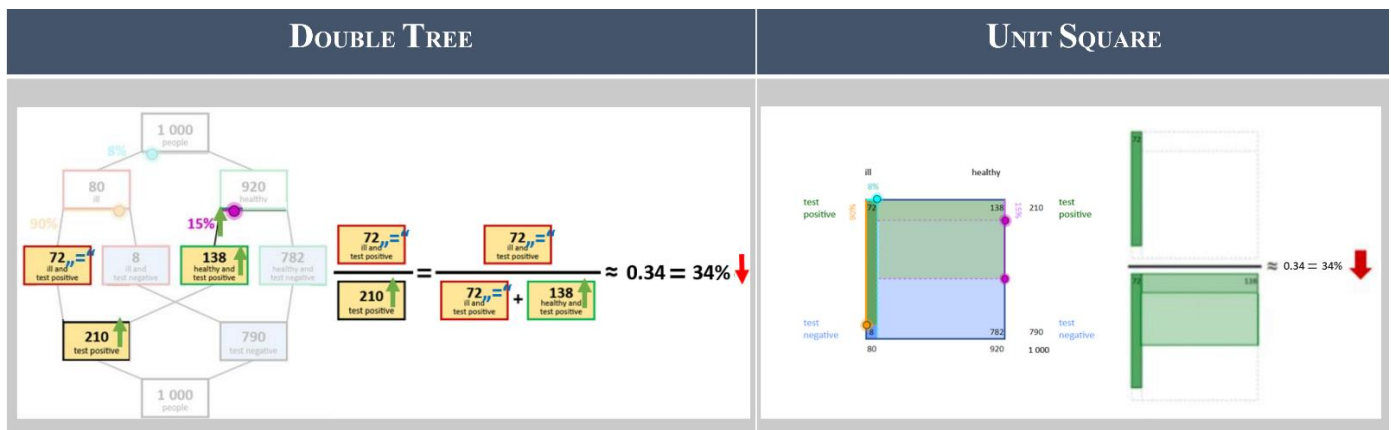 DOUBLE TREE
1 000
people
8%
80
ill
920
healthy
90%
15%
72 „=“
ill and
test positive
8
ill and
test negative
138
healthy and
test positive
782
healthy and
test negative
210
test positive
790
test negative
1 000
people
72 „=“
ill and
test positive
210
test positive
=
72 „=“
ill and
test positive
72 „=“
ill and
test positive
+
138
healthy and
test positive
≈ 0.34 = 34%
UNIT SQUARE
ill healthy
8%
test
positive
90%
72 138
15%
210
test
negative
8 782 790
80 920 1 000
test
positive
test
negative
72
72 138
≈ 0.34 = 34%